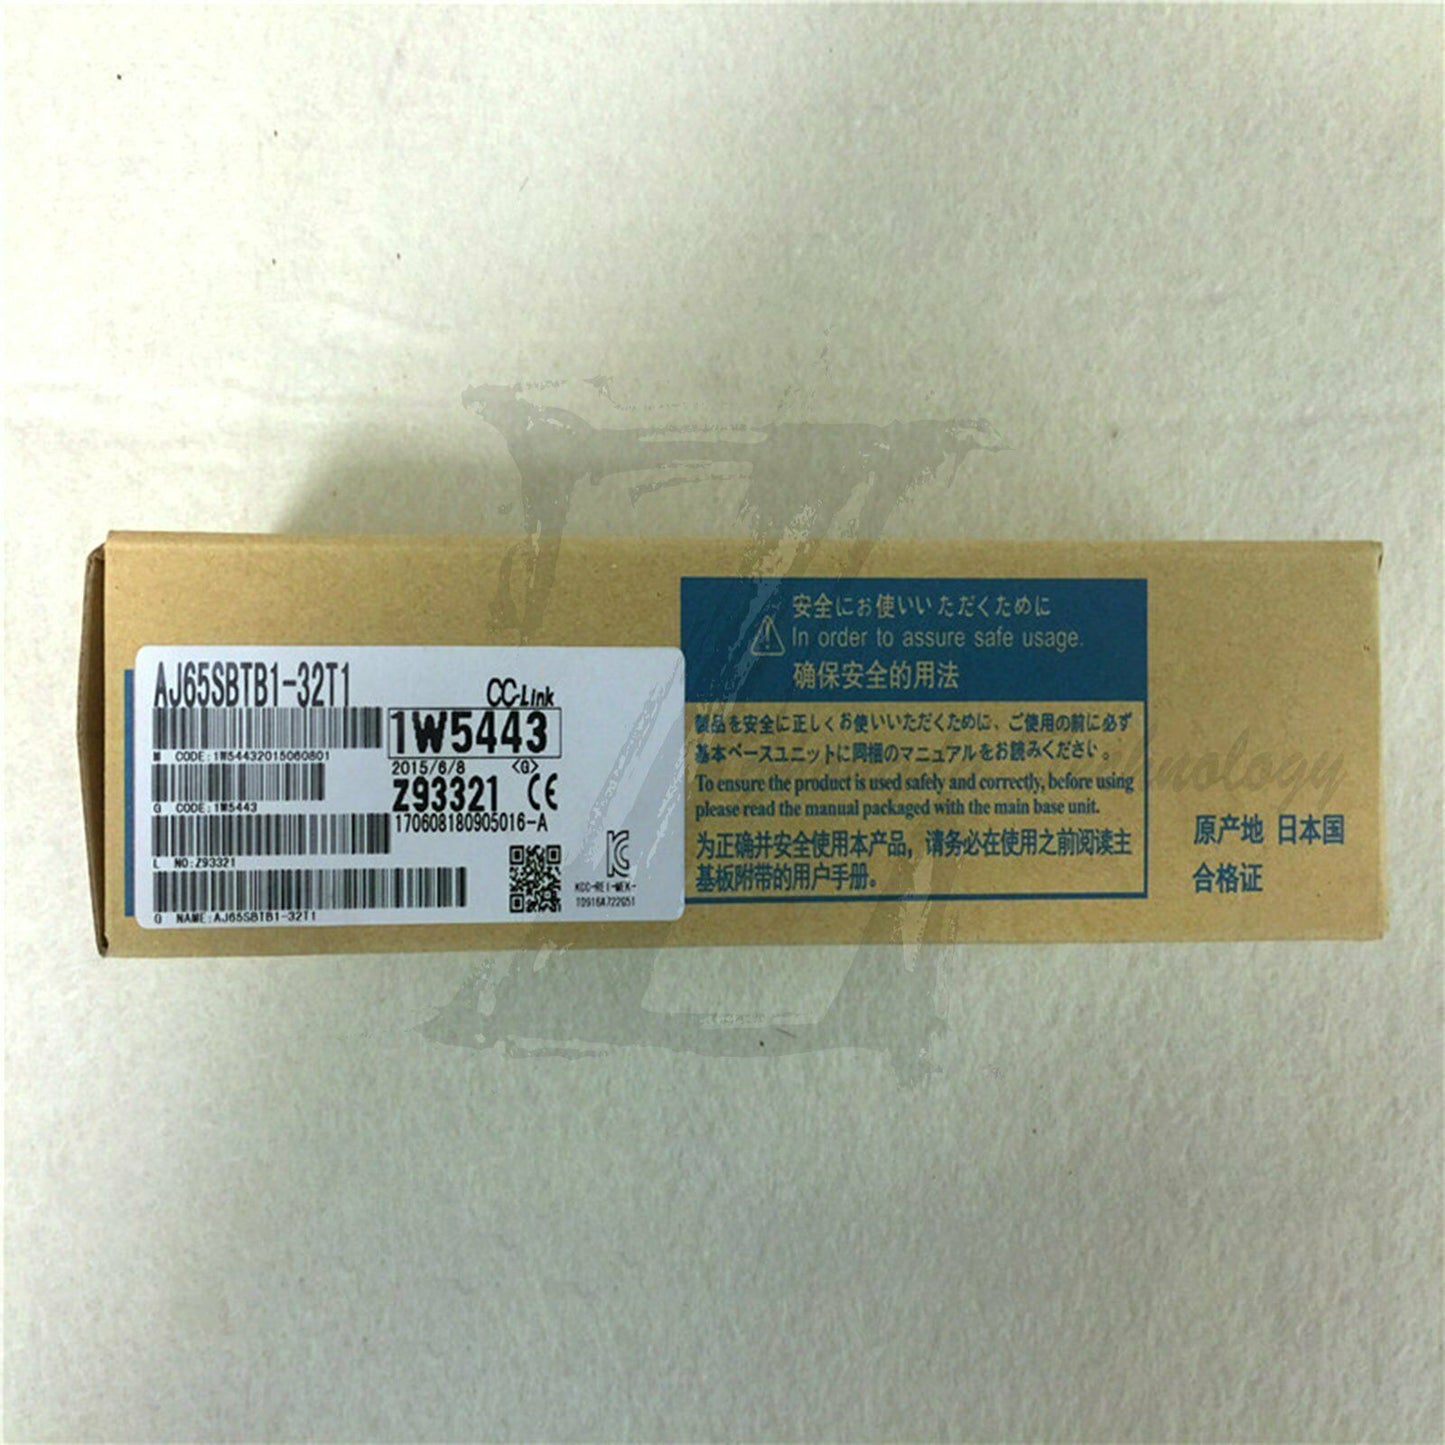 AJ65SBTB1-32T1
CC-Link
M CODE:1W54432015060801
1W5443
2015/6/8 <G>
G CODE:1W5443
Z93321 CE
170608180905016-A
L NO:Z93321
KCC-REI-MEK-
TD916A722G51
G NAME:AJ65SBTB1-32T1
安全にお使いいただくために
In order to assure safe usage.
确保安全的用法
製品を安全に正しくお使いいただくために、ご使用の前に必ず
基本ベースユニットに同梱のマニュアルをお読みください。
To ensure the product is used safely and correctly, before using
please read the manual packaged with the main base unit.
为正确并安全使用本产品，请务必在使用之前阅读主
基板附带的用户手册。
原产地 日本国
合格证